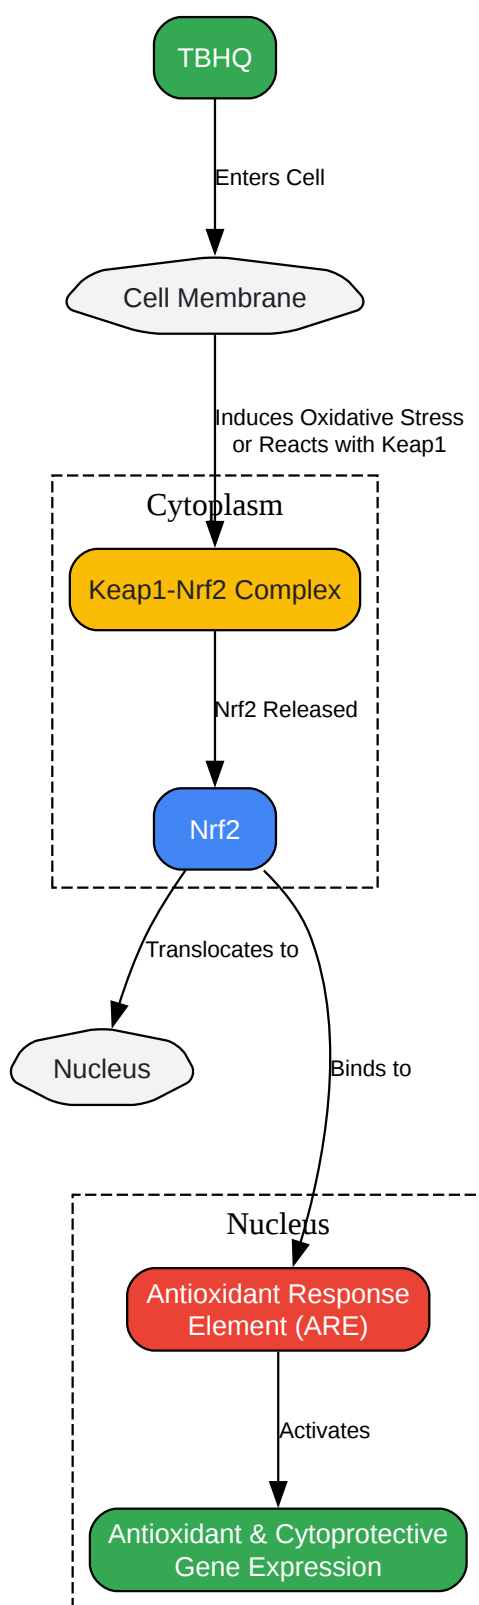 TBHQ
Enters Cell
Cell Membrane
Induces Oxidative Stress
or Reacts with Keap1
Cytoplasm
Keap1-Nrf2 Complex
Nrf2 Released
Nrf2
Translocates to
Nucleus
Binds to
Nucleus
Antioxidant Response
Element (ARE)
Activates
Antioxidant & Cytoprotective
Gene Expression